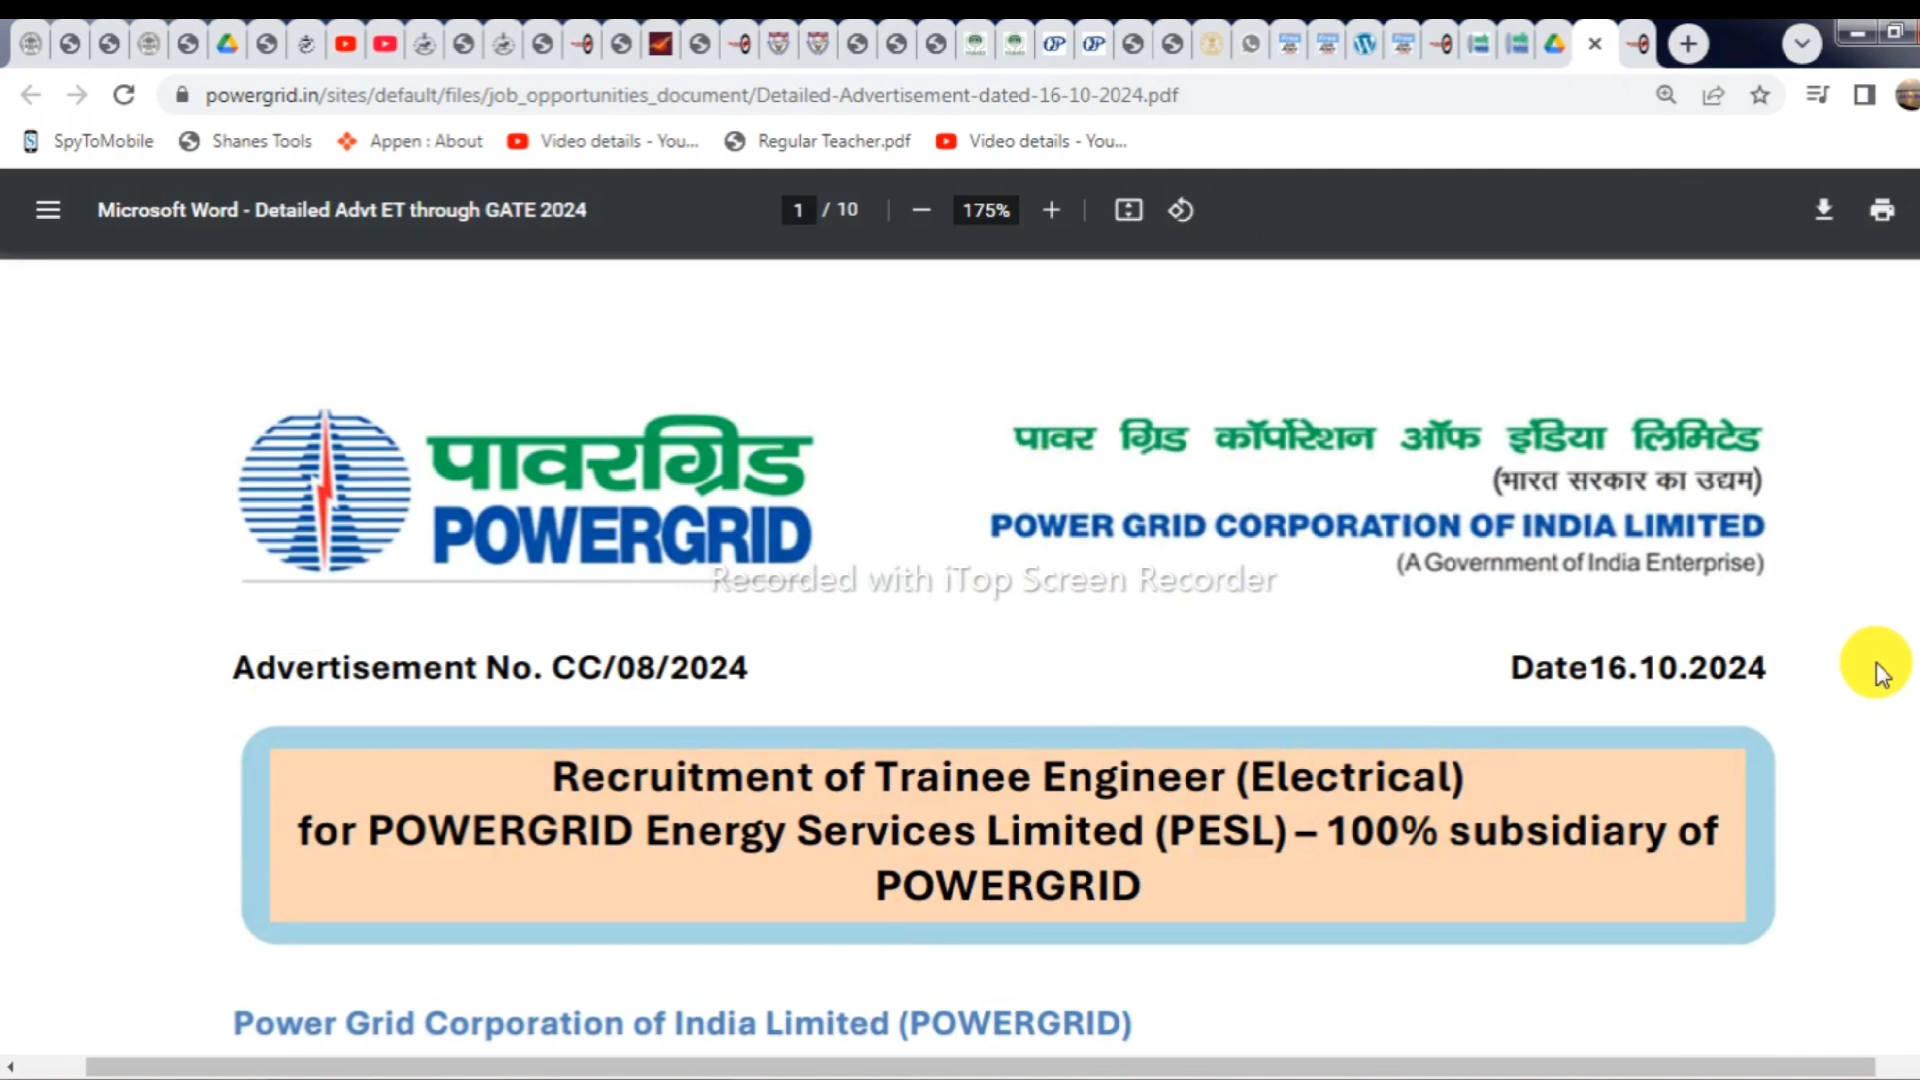 powergrid.in/sites/default/files/job_opportunities_document/Detailed-Advertisement-dated-16-10-2024.pdf
SpyToMobile Shanes Tools Appen : About Video details - You... Regular Teacher.pdf Video details - You...
Microsoft Word - Detailed Advt ET through GATE 2024 1 / 10 175%
पावरग्रिड
POWERGRID
पावर ग्रिड कॉर्पोरेशन ऑफ इंडिया लिमिटेड
(भारत सरकार का उद्यम)
POWER GRID CORPORATION OF INDIA LIMITED
(A Government of India Enterprise)
Recorded with iTop Screen Recorder
Advertisement No. CC/08/2024 Date16.10.2024
Recruitment of Trainee Engineer (Electrical)
for POWERGRID Energy Services Limited (PESL) – 100% subsidiary of
POWERGRID
Power Grid Corporation of India Limited (POWERGRID)